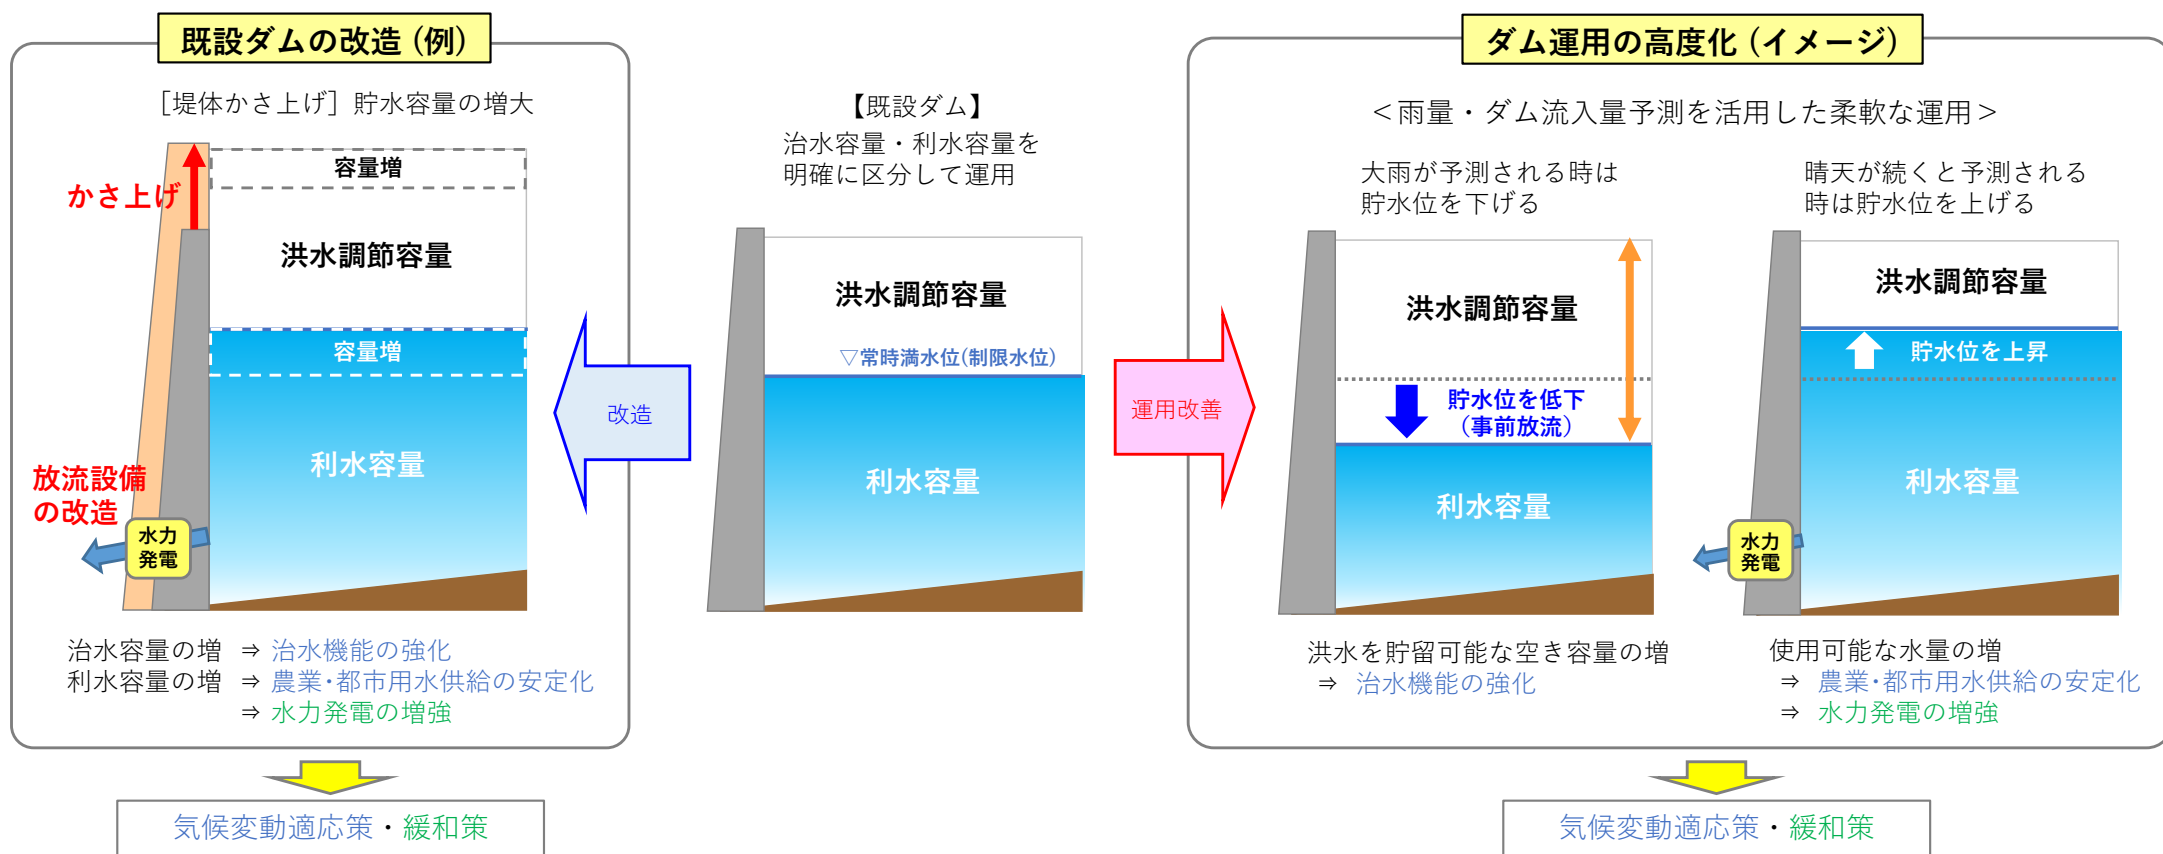 既設ダムの改造（例）
［堤体かさ上げ］貯水容量の増大
容量増
かさ上げ
洪水調節容量
容量増
利水容量
放流設備
の改造
水力
発電
治水容量の増 ⇒ 治水機能の強化
利水容量の増 ⇒ 農業・都市用水供給の安定化
⇒ 水力発電の増強
気候変動適応策・緩和策
改造
【既設ダム】
治水容量・利水容量を
明確に区分して運用
洪水調節容量
▽常時満水位(制限水位)
利水容量
運用改善
ダム運用の高度化（イメージ）
＜雨量・ダム流入量予測を活用した柔軟な運用＞
大雨が予測される時は
貯水位を下げる
洪水調節容量
貯水位を低下
（事前放流）
利水容量
洪水を貯留可能な空き容量の増
⇒ 治水機能の強化
晴天が続くと予測される
時は貯水位を上げる
洪水調節容量
貯水位を上昇
利水容量
水力
発電
使用可能な水量の増
⇒ 農業・都市用水供給の安定化
⇒ 水力発電の増強
気候変動適応策・緩和策